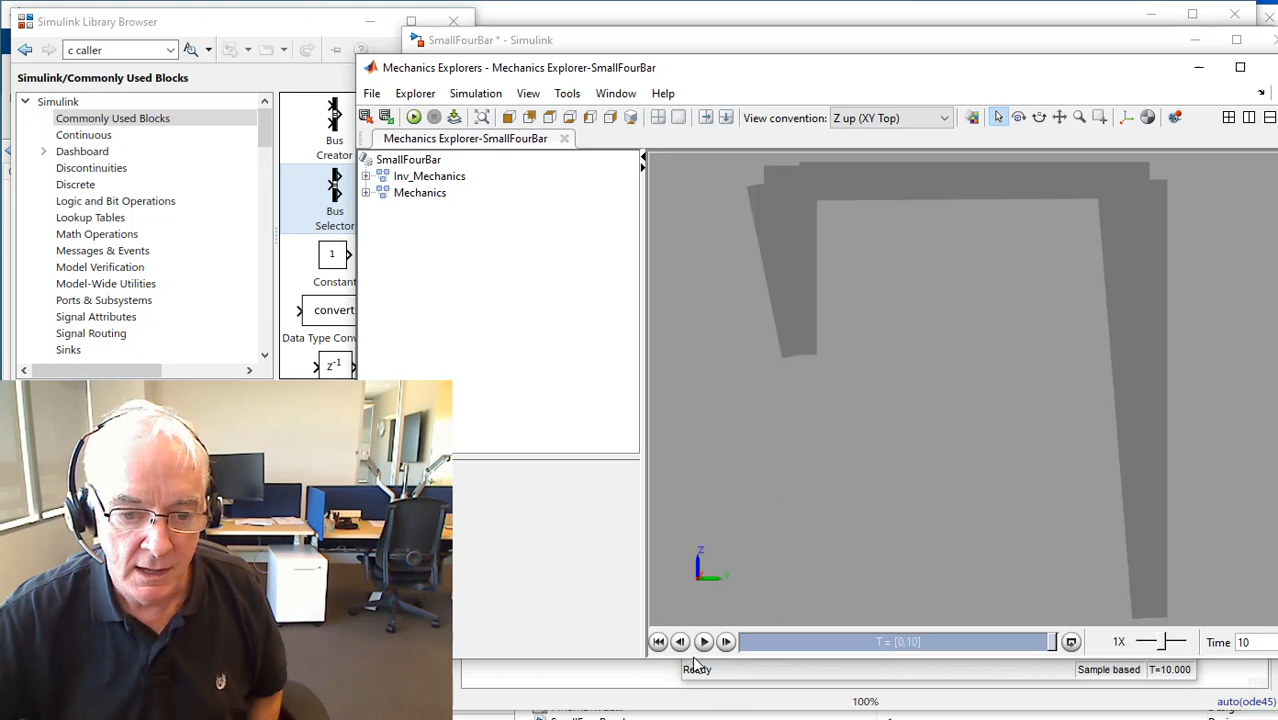 Simulink Library Browser
c caller
Simulink/Commonly Used Blocks
Simulink
Commonly Used Blocks
Continuous
Dashboard
Discontinuities
Discrete
Logic and Bit Operations
Lookup Tables
Math Operations
Messages & Events
Model Verification
Model-Wide Utilities
Ports & Subsystems
Signal Attributes
Signal Routing
Sinks
Bus
Creator
Bus
Selector
1
Constant
convert
Data Type Conv
z-1
SmallFourBar * - Simulink
Mechanics Explorers - Mechanics Explorer-SmallFourBar
File Explorer Simulation View Tools Window Help
View convention: Z up (XY Top)
Mechanics Explorer-SmallFourBar
SmallFourBar
Inv_Mechanics
Mechanics
Z
Y
T = [0,10]
1X
Time 10
Ready
Sample based T=10.000
100%
auto(ode45)